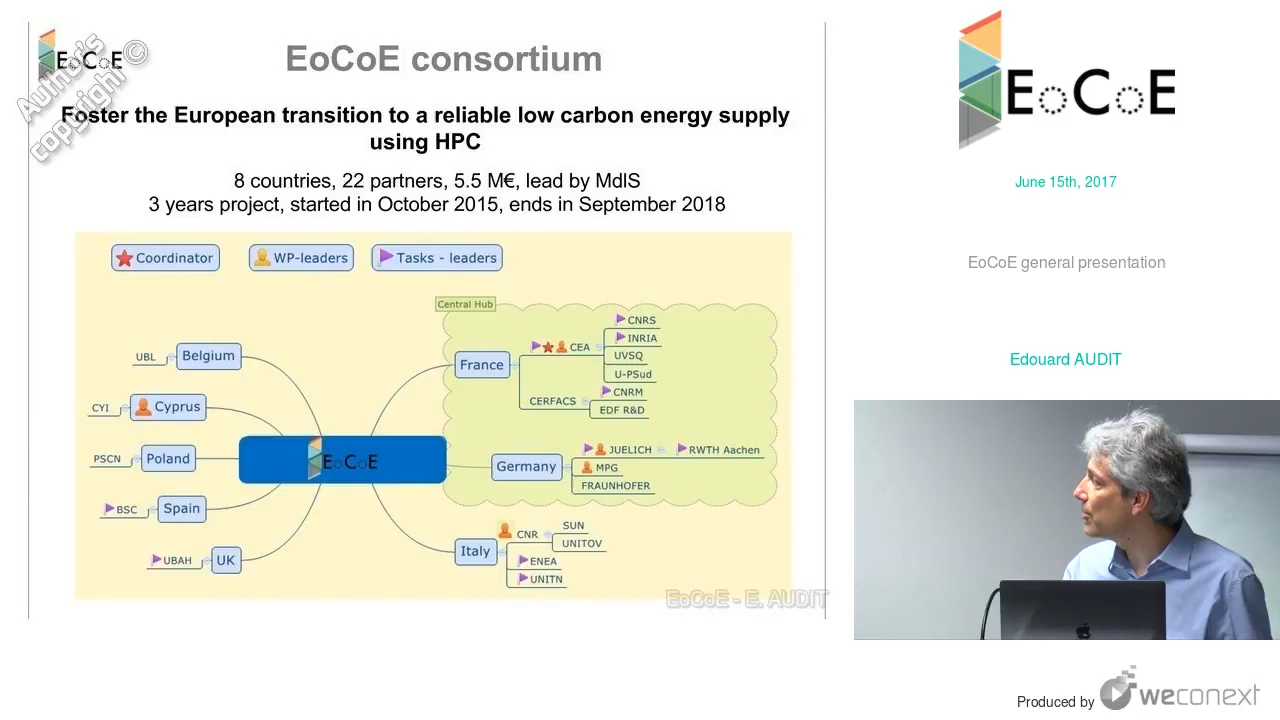 EoCoE
Author's
copyright ©
EoCoE consortium
Foster the European transition to a reliable low carbon energy supply
using HPC
8 countries, 22 partners, 5.5 M€, lead by MdlS
3 years project, started in October 2015, ends in September 2018
Coordinator
WP-leaders
Tasks - leaders
Central Hub
Belgium
UBL
Cyprus
CYI
Poland
PSCN
Spain
BSC
UK
UBAH
EoCoE
France
CEA
CNRS
INRIA
UVSQ
U-PSud
CERFACS
CNRM
EDF R&D
Germany
JUELICH
RWTH Aachen
MPG
FRAUNHOFER
Italy
CNR
SUN
UNITOV
ENEA
UNITN
EoCoE - E. AUDIT
EoCoE
June 15th, 2017
EoCoE general presentation
Edouard AUDIT
Produced by
weconext